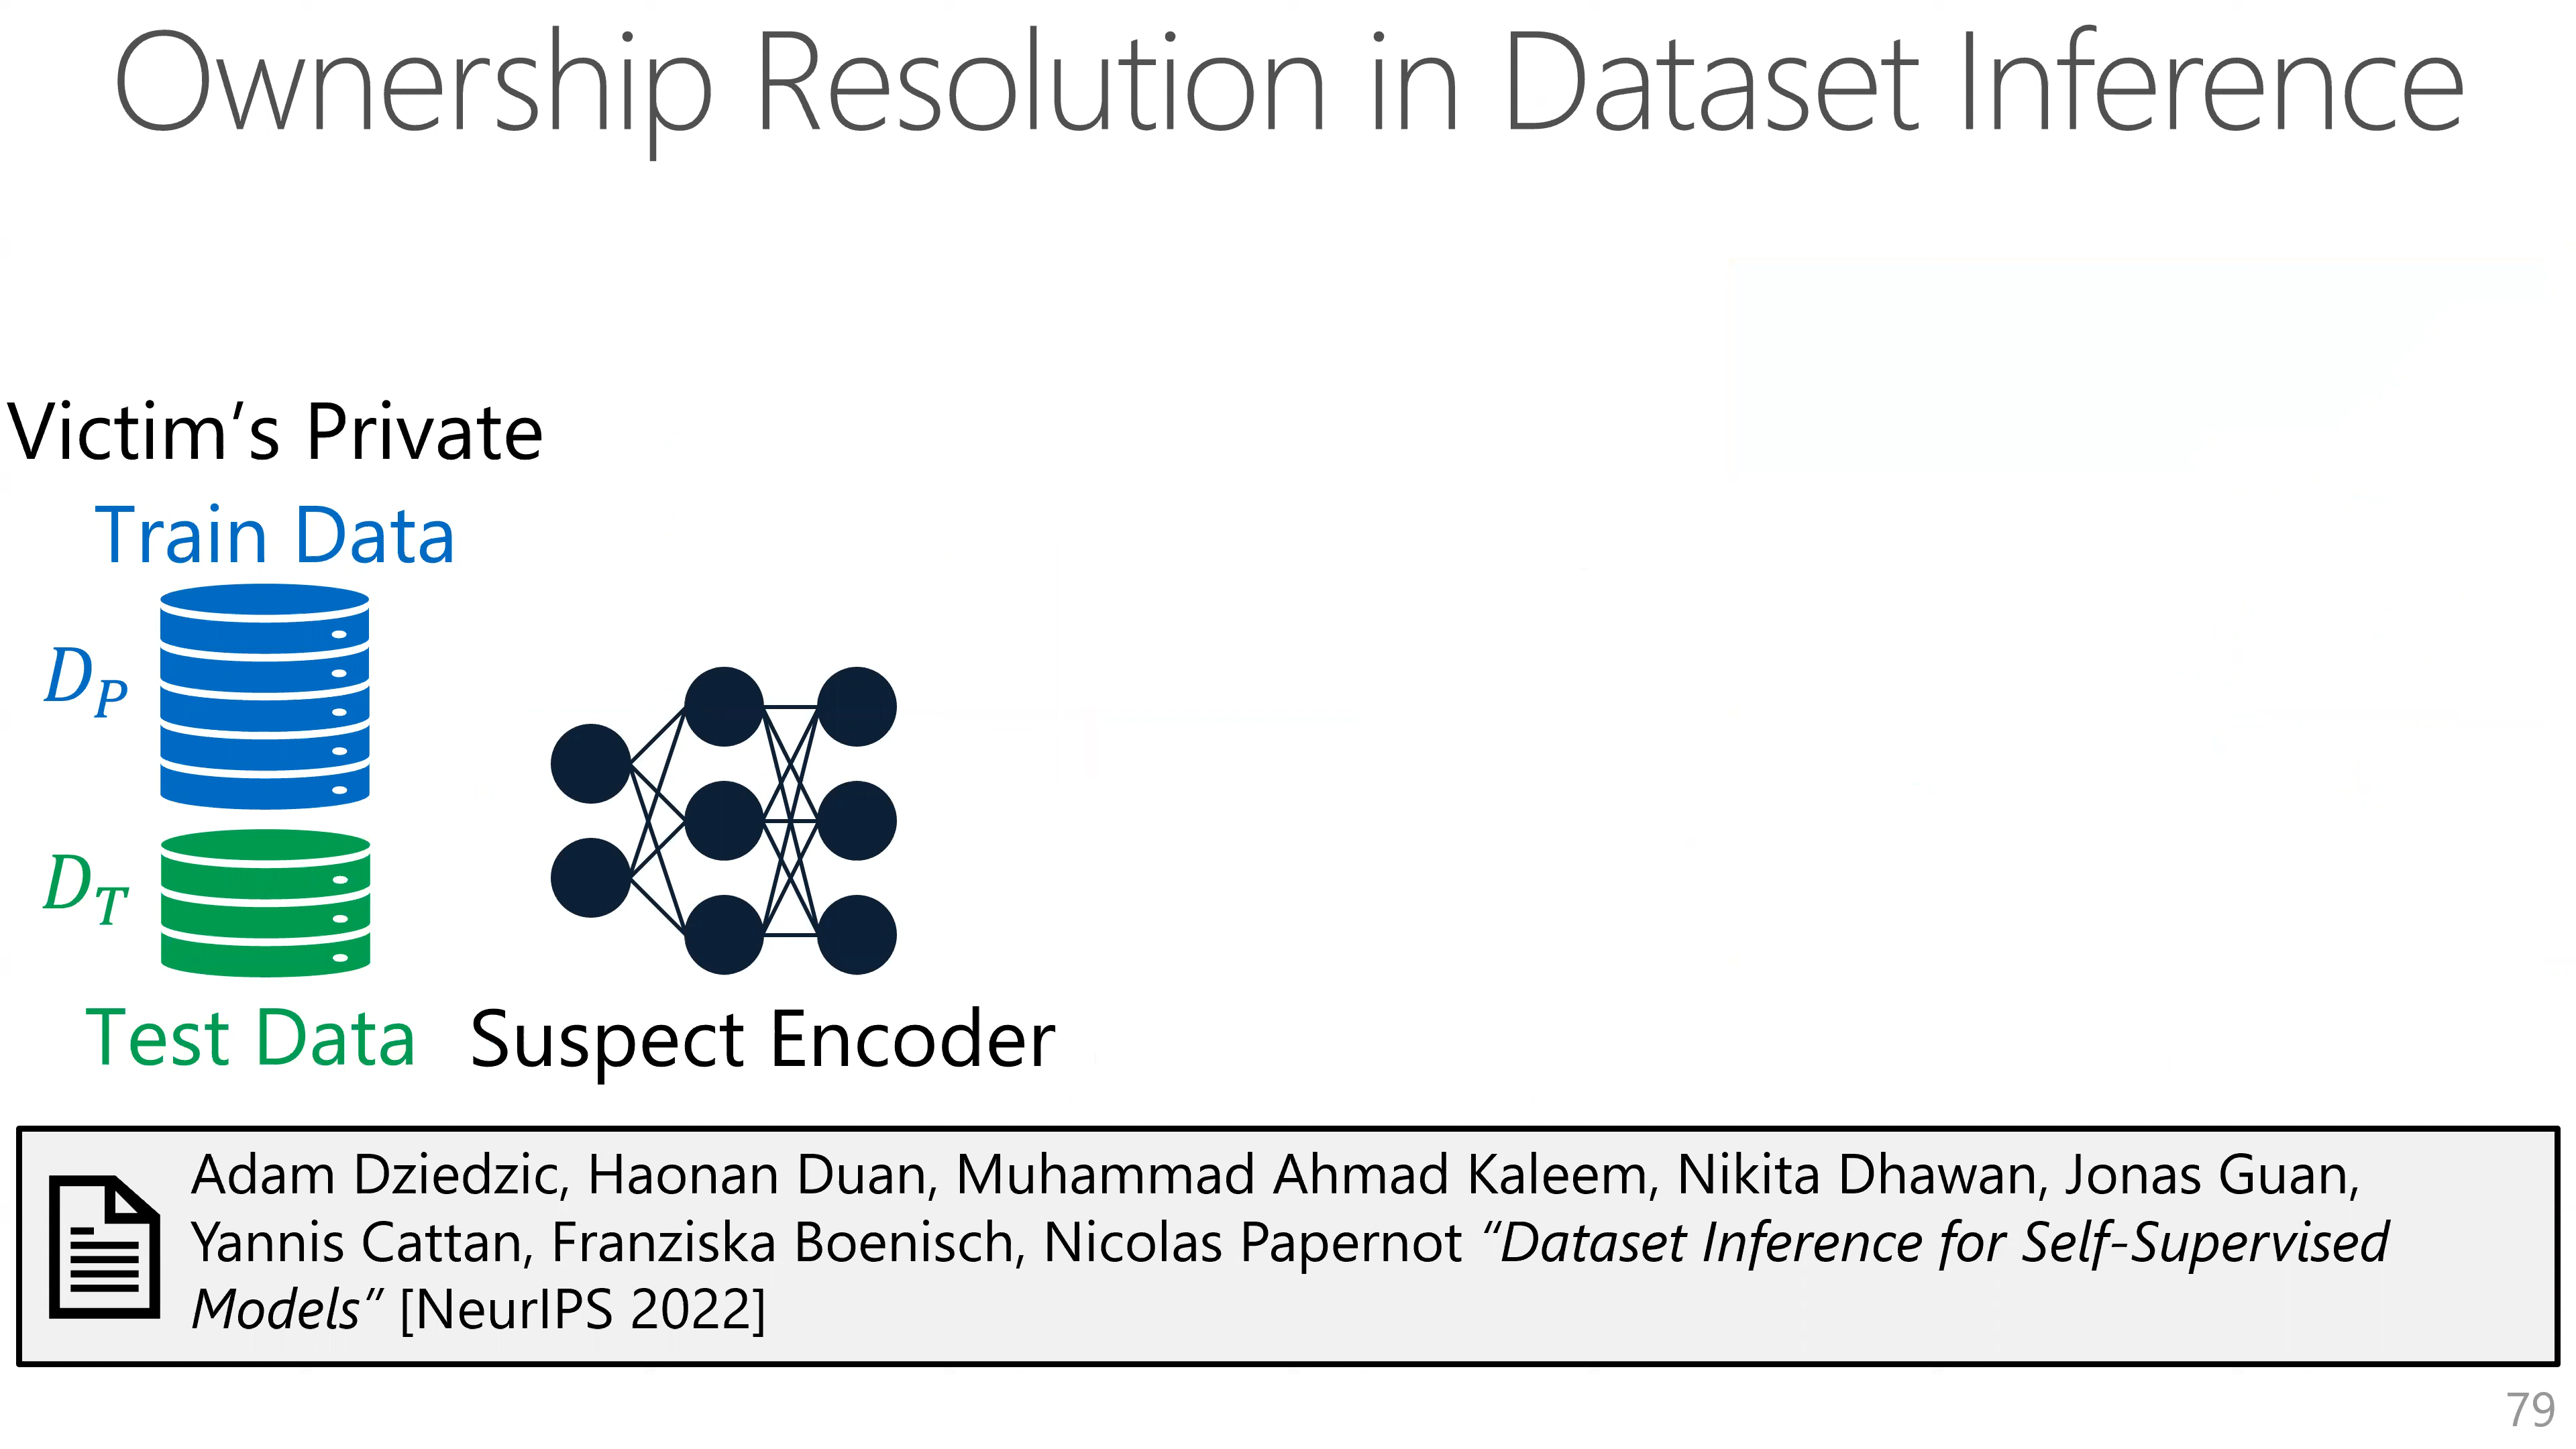 Ownership Resolution in Dataset Inference
Victim's Private
Train Data
D_P
D_T
Test Data
Suspect Encoder
Adam Dziedzic, Haonan Duan, Muhammad Ahmad Kaleem, Nikita Dhawan, Jonas Guan,
Yannis Cattan, Franziska Boenisch, Nicolas Papernot “Dataset Inference for Self-Supervised
Models” [NeurIPS 2022]
79